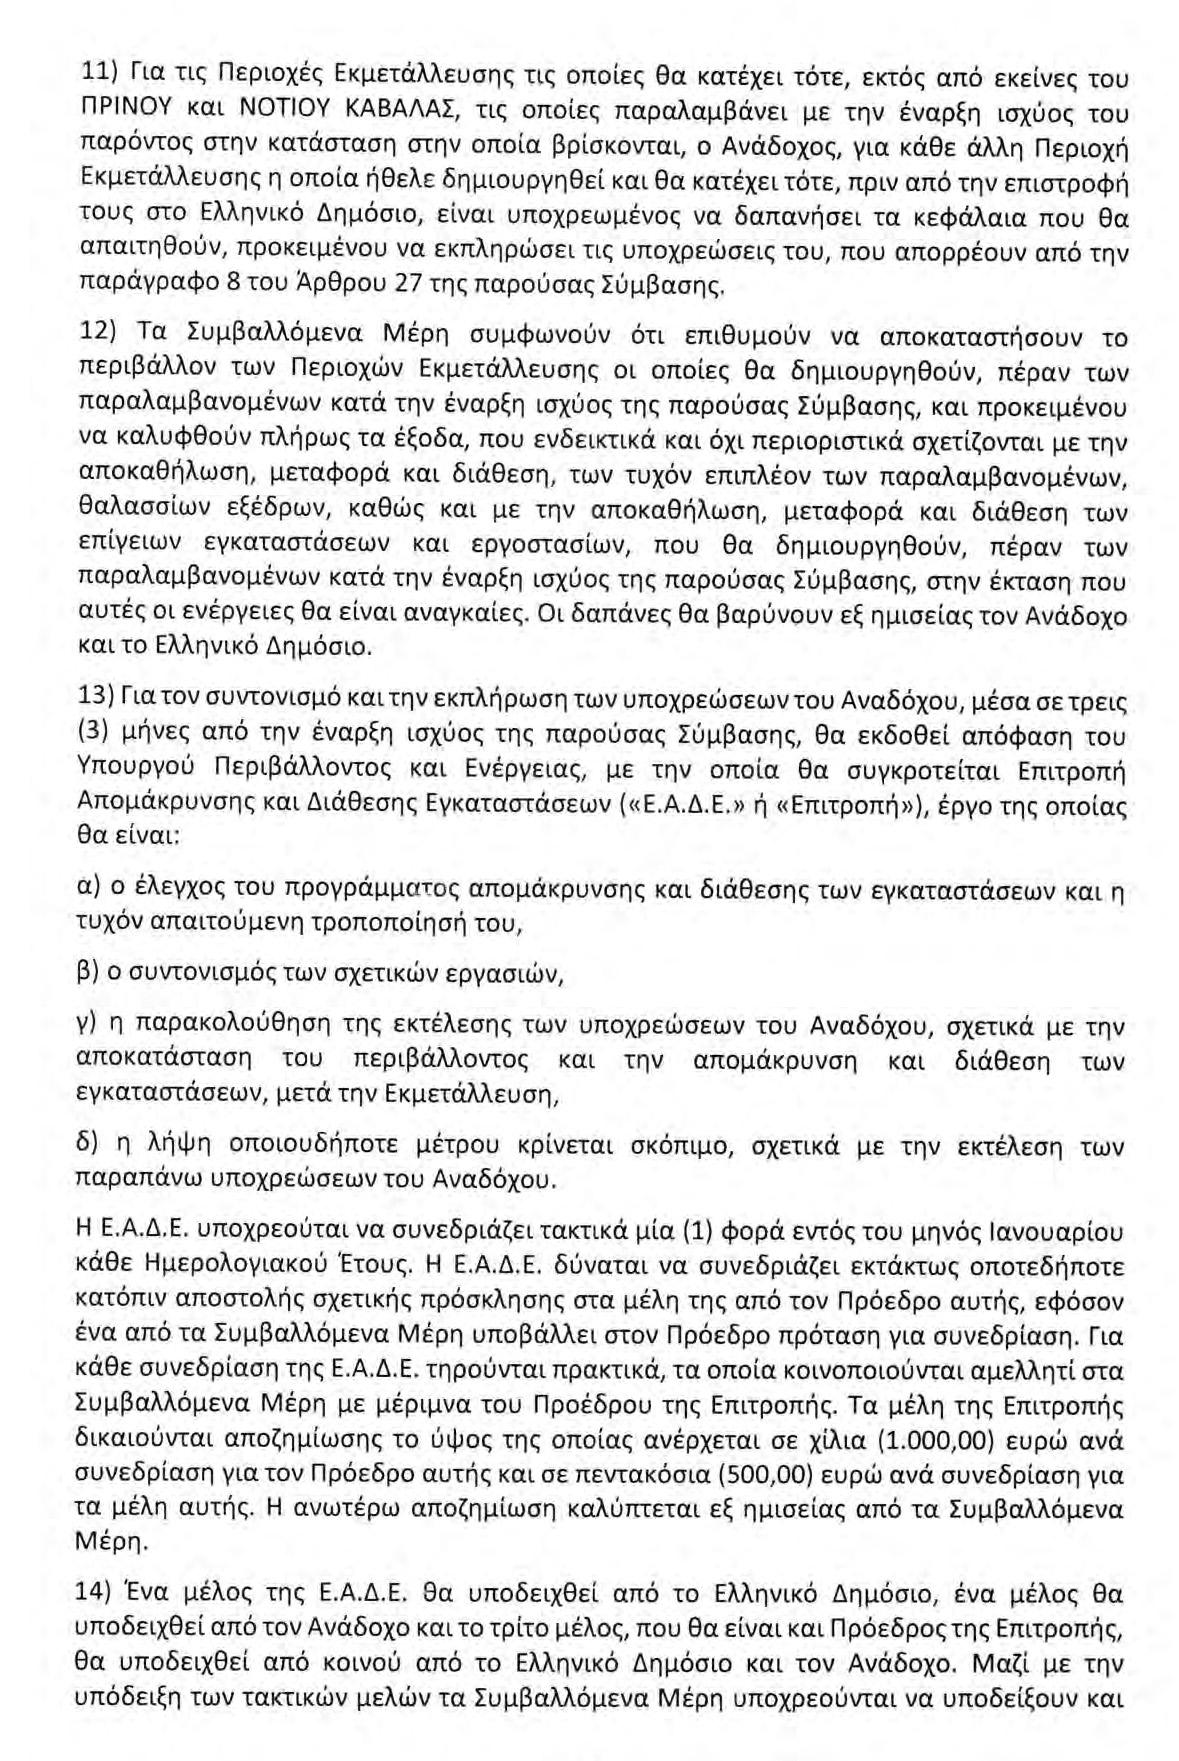 11) Για τις Περιοχές Εκμετάλλευσης τις οποίες θα κατέχει τότε, εκτός από εκείνες του
ΠΡΙΝΟΥ και ΝΟΤΙΟΥ ΚΑΒΑΛΑΣ, τις οποίες παραλαμβάνει με την έναρξη ισχύος του
παρόντος στην κατάσταση στην οποία βρίσκονται, ο Ανάδοχος, για κάθε άλλη Περιοχή
Εκμετάλλευσης η οποία ήθελε δημιουργηθεί και θα κατέχει τότε, πριν από την επιστροφή
τους στο Ελληνικό Δημόσιο, είναι υποχρεωμένος να δαπανήσει τα κεφάλαια που θα
απαιτηθούν, προκειμένου να εκπληρώσει τις υποχρεώσεις του, που απορρέουν από την
παράγραφο 8 του Άρθρου 27 της παρούσας Σύμβασης.
12) Τα Συμβαλλόμενα Μέρη συμφωνούν ότι επιθυμούν να αποκαταστήσουν το
περιβάλλον των Περιοχών Εκμετάλλευσης οι οποίες θα δημιουργηθούν, πέραν των
παραλαμβανομένων κατά την έναρξη ισχύος της παρούσας Σύμβασης, και προκειμένου
να καλυφθούν πλήρως τα έξοδα, που ενδεικτικά και όχι περιοριστικά σχετίζονται με την
αποκαθήλωση, μεταφορά και διάθεση, των τυχόν επιπλέον των παραλαμβανομένων,
θαλασσίων εξέδρων, καθώς και με την αποκαθήλωση, μεταφορά και διάθεση των
επίγειων εγκαταστάσεων και εργοστασίων, που θα δημιουργηθούν, πέραν των
παραλαμβανομένων κατά την έναρξη ισχύος της παρούσας Σύμβασης, στην έκταση που
αυτές οι ενέργειες θα είναι αναγκαίες. Οι δαπάνες θα βαρύνουν εξ ημισείας τον Ανάδοχο
και το Ελληνικό Δημόσιο.
13) Για τον συντονισμό και την εκπλήρωση των υποχρεώσεων του Αναδόχου, μέσα σε τρεις
(3) μήνες από την έναρξη ισχύος της παρούσας Σύμβασης, θα εκδοθεί απόφαση του
Υπουργού Περιβάλλοντος και Ενέργειας, με την οποία θα συγκροτείται Επιτροπή
Απομάκρυνσης και Διάθεσης Εγκαταστάσεων («Ε.Α.Δ.Ε.» ή «Επιτροπή»), έργο της οποίας
θα είναι:
α) ο έλεγχος του προγράμματος απομάκρυνσης και διάθεσης των εγκαταστάσεων και η
τυχόν απαιτούμενη τροποποίησή του,
β) ο συντονισμός των σχετικών εργασιών,
γ) η παρακολούθηση της εκτέλεσης των υποχρεώσεων του Αναδόχου, σχετικά με την
αποκατάσταση του περιβάλλοντος και την απομάκρυνση και διάθεση των
εγκαταστάσεων, μετά την Εκμετάλλευση,
δ) η λήψη οποιουδήποτε μέτρου κρίνεται σκόπιμο, σχετικά με την εκτέλεση των
παραπάνω υποχρεώσεων του Αναδόχου.
Η Ε.Α.Δ.Ε. υποχρεούται να συνεδριάζει τακτικά μία (1) φορά εντός του μηνός Ιανουαρίου
κάθε Ημερολογιακού Έτους. Η Ε.Α.Δ.Ε. δύναται να συνεδριάζει εκτάκτως οποτεδήποτε
κατόπιν αποστολής σχετικής πρόσκλησης στα μέλη της από τον Πρόεδρο αυτής, εφόσον
ένα από τα Συμβαλλόμενα Μέρη υποβάλλει στον Πρόεδρο πρόταση για συνεδρίαση. Για
κάθε συνεδρίαση της Ε.Α.Δ.Ε. τηρούνται πρακτικά, τα οποία κοινοποιούνται αμελλητί στα
Συμβαλλόμενα Μέρη με μέριμνα του Προέδρου της Επιτροπής. Τα μέλη της Επιτροπής
δικαιούνται αποζημίωσης το ύψος της οποίας ανέρχεται σε χίλια (1.000,00) ευρώ ανά
συνεδρίαση για τον Πρόεδρο αυτής και σε πεντακόσια (500,00) ευρώ ανά συνεδρίαση για
τα μέλη αυτής. Η ανωτέρω αποζημίωση καλύπτεται εξ ημισείας από τα Συμβαλλόμενα
Μέρη.
14) Ένα μέλος της Ε.Α.Δ.Ε. θα υποδειχθεί από το Ελληνικό Δημόσιο, ένα μέλος θα
υποδειχθεί από τον Ανάδοχο και το τρίτο μέλος, που θα είναι και Πρόεδρος της Επιτροπής,
θα υποδειχθεί από κοινού από το Ελληνικό Δημόσιο και τον Ανάδοχο. Μαζί με την
υπόδειξη των τακτικών μελών τα Συμβαλλόμενα Μέρη υποχρεούνται να υποδείξουν και